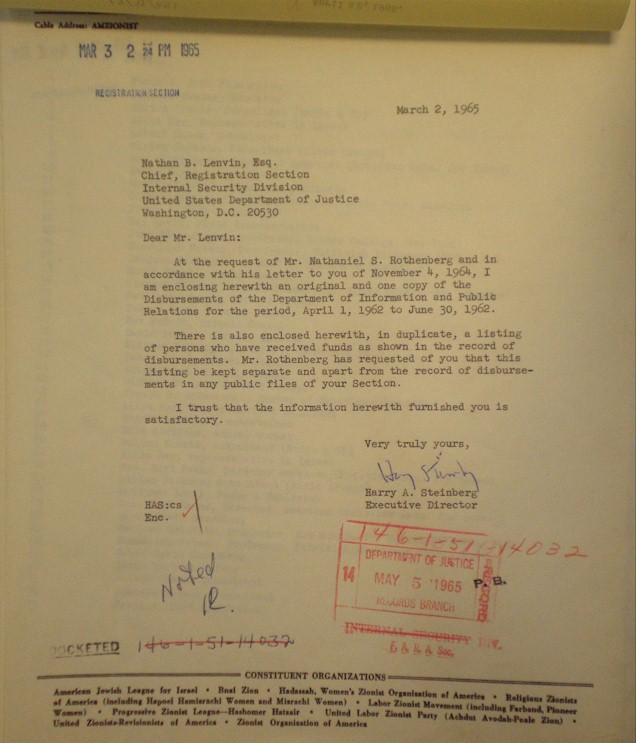 Cable Address: AMZIONIST
MAR 3 2 24 PM 1965
REGISTRATION SECTION
March 2, 1965
Nathan B. Lenvin, Esq.
Chief, Registration Section
Internal Security Division
United States Department of Justice
Washington, D.C. 20530
Dear Mr. Lenvin:
At the request of Mr. Nathaniel S. Rothenberg and in
accordance with his letter to you of November 4, 1964, I
am enclosing herewith an original and one copy of the
Disbursements of the Department of Information and Public
Relations for the period, April 1, 1962 to June 30, 1962.
There is also enclosed herewith, in duplicate, a listing
of persons who have received funds as shown in the record of
disbursements. Mr. Rothenberg has requested of you that this
listing be kept separate and apart from the record of disburse-
ments in any public files of your Section.
I trust that the information herewith furnished you is
satisfactory.
Very truly yours,
Harry A. Steinberg
Executive Director
HAS:cs
Enc.
146-1-51-14032
DEPARTMENT OF JUSTICE
14 MAY 5 1965 P. B.
RECORDS BRANCH
RECORD
INTERNAL SECURITY DIV.
Noted
DOCKETED 146-1-51-14032
CONSTITUENT ORGANIZATIONS
American Jewish League for Israel • Bnai Zion • Hadassah, Women's Zionist Organization of America • Religious Zionists
of America (including Hapoel Hamizrachi Women and Mizrachi Women) • Labor Zionist Movement (including Farband, Pioneer
Women) • Progressive Zionist League—Hashomer Hatzair • United Labor Zionist Party (Achdut Avodah-Poale Zion) •
United Zionists-Revisionists of America • Zionist Organization of America